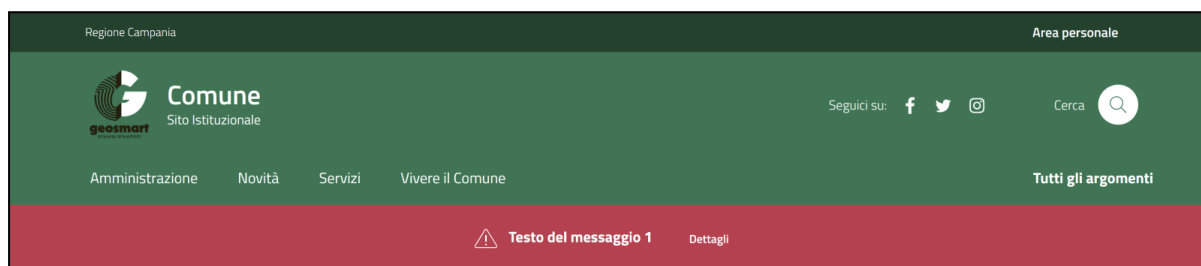 Regione Campania Area personale
Comune
Sito Istituzionale
geosmart
Seguici su: Cerca
Amministrazione Novità Servizi Vivere il Comune Tutti gli argomenti
Testo del messaggio 1 Dettagli